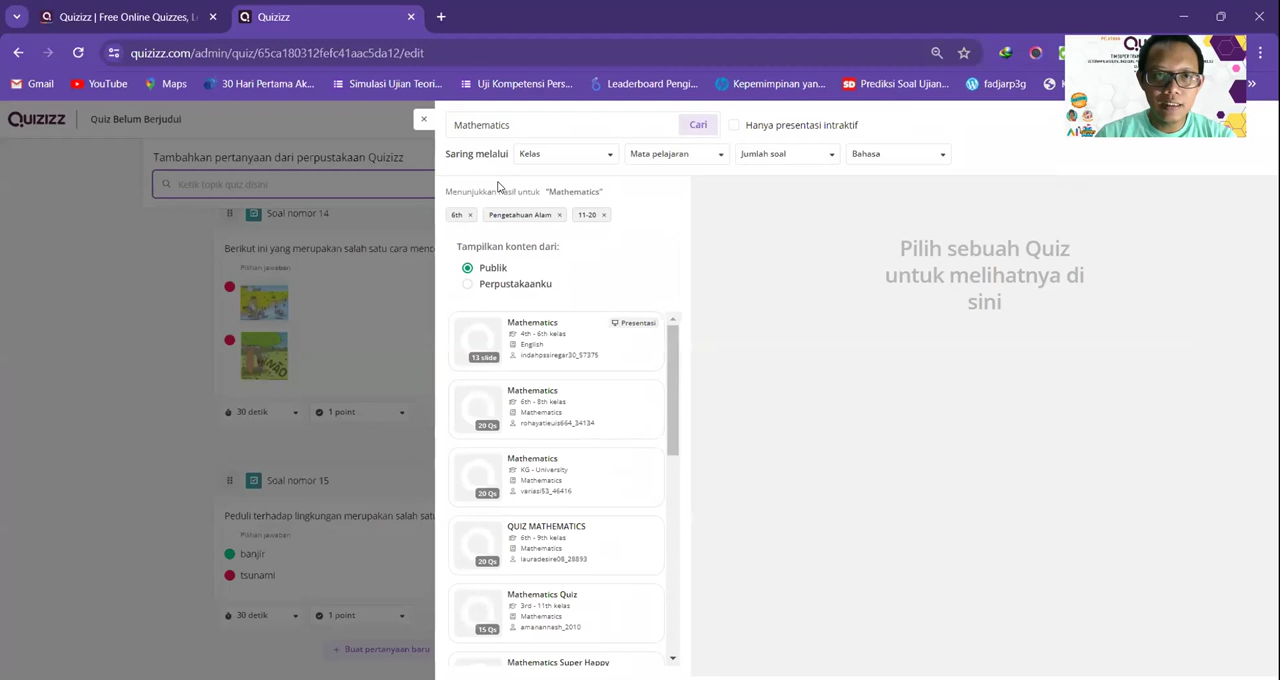 Quizizz | Free Online Quizzes, L
Quizizz
quizizz.com/admin/quiz/65ca180312fefc41aac5da12/edit
Gmail
YouTube
Maps
30 Hari Pertama Ak...
Simulasi Ujian Teori...
Uji Kompetensi Pers...
Leaderboard Pengi...
Kepemimpinan yan...
Prediksi Soal Ujian...
fadjarp3g
Quizizz
Quiz Belum Berjudul
Tambahkan pertanyaan dari perpustakaan Quizizz
Ketik topik quiz disini
Soal nomor 14
Berikut ini yang merupakan salah satu cara mence
Pilihan jawaban
30 detik
1 point
Soal nomor 15
Peduli terhadap lingkungan merupakan salah sat
Pilihan jawaban
banjir
tsunami
30 detik
1 point
+ Buat pertanyaan baru
Mathematics
Cari
Hanya presentasi intraktif
Saring melalui
Kelas
Mata pelajaran
Jumlah soal
Bahasa
Menunjukkan hasil untuk "Mathematics"
6th ×
Pengetahuan Alam ×
11-20 ×
Tampilkan konten dari:
Publik
Perpustakaanku
Mathematics
Presentasi
4th - 6th kelas
English
indahpssiregar30_57375
13 slide
Mathematics
6th - 8th kelas
Mathematics
rohayatieuis664_34134
20 Qs
Mathematics
KG - University
Mathematics
variasi53_46416
20 Qs
QUIZ MATHEMATICS
6th - 9th kelas
Mathematics
lauradesire08_28893
20 Qs
Mathematics Quiz
3rd - 11th kelas
Mathematics
amanannash_2010
15 Qs
Mathematics Super Happy
Pilih sebuah Quiz
untuk melihatnya di
sini